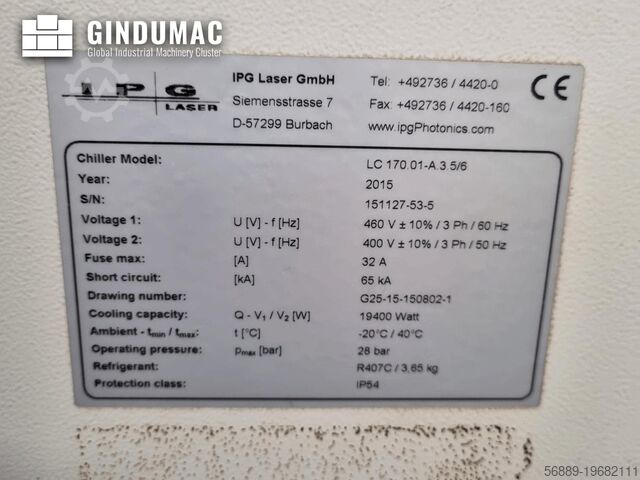 GINDUMAC
Global Industrial Machinery Cluster
IPG LASER
IPG Laser GmbH
Siemensstrasse 7
D-57299 Burbach
Tel: +492736 / 4420-0
Fax: +492736 / 4420-160
www.ipgPhotonics.com
CE
Chiller Model: LC 170.01-A.3.5/6
Year: 2015
S/N: 151127-53-5
Voltage 1: U [V] - f [Hz] 460 V ± 10% / 3 Ph / 60 Hz
Voltage 2: U [V] - f [Hz] 400 V ± 10% / 3 Ph / 50 Hz
Fuse max: [A] 32 A
Short circuit: [kA] 65 kA
Drawing number: G25-15-150802-1
Cooling capacity: Q - V₁ / V₂ [W] 19400 Watt
Ambient - tmin / tmax: t [°C] -20°C / 40°C
Operating pressure: pmax [bar] 28 bar
Refrigerant: R407C / 3,65 kg
Protection class: IP54
56889-19682111